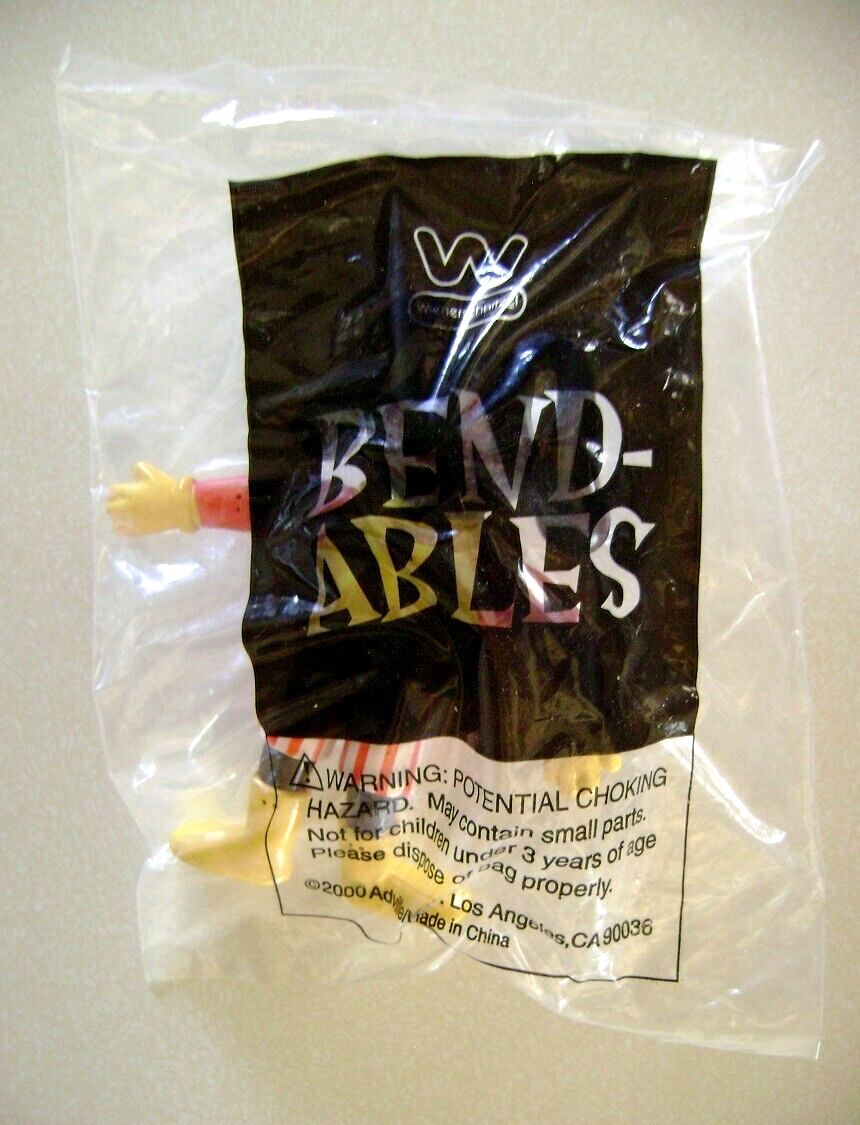 W
Wienerschnitzel
BEND-
ABLES
WARNING: POTENTIAL CHOKING
HAZARD. May contain small parts.
Not for children under 3 years of age
Please dispose of bag properly.
©2000 Los Angeles, CA 90036
Made in China